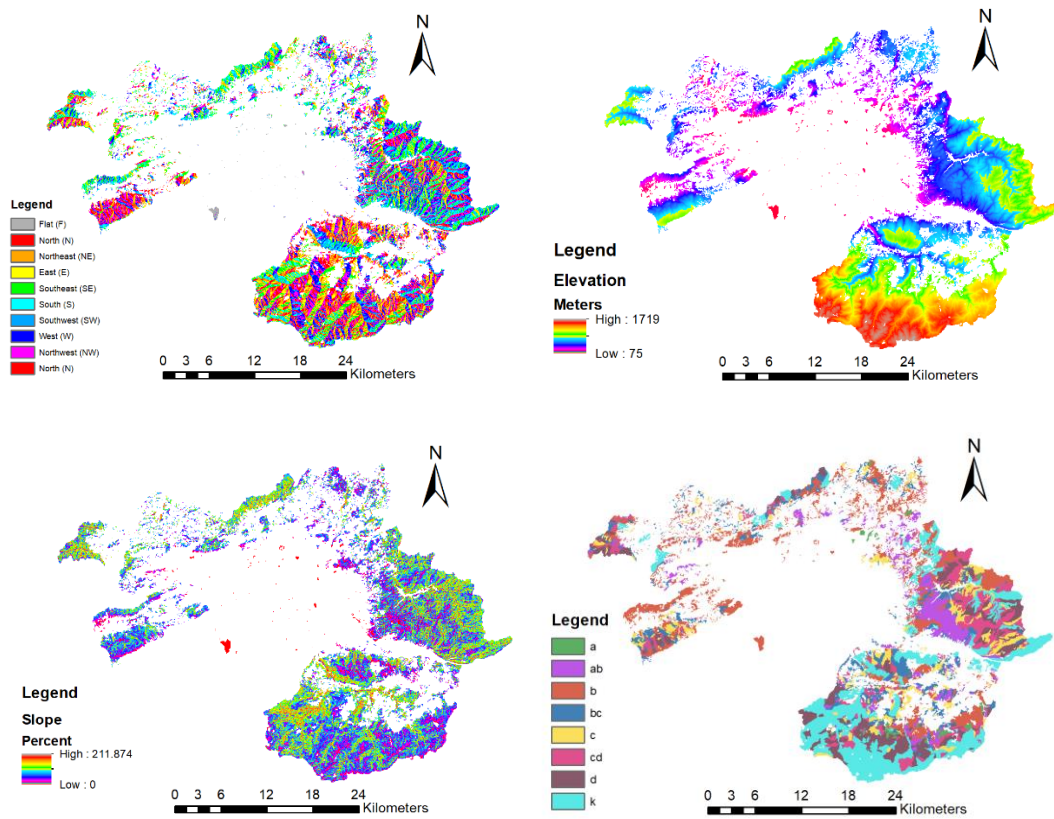 N
Legend
Flat (F)
North (N)
Northeast (NE)
East (E)
Southeast (SE)
South (S)
Southwest (SW)
West (W)
Northwest (NW)
North (N)
0 3 6 12 18 24
Kilometers
N
Legend
Elevation
Meters
High : 1719
Low : 75
0 3 6 12 18 24
Kilometers
N
Legend
Slope
Percent
High : 211.874
Low : 0
0 3 6 12 18 24
Kilometers
N
Legend
a
ab
b
bc
c
cd
d
k
0 3 6 12 18 24
Kilometers